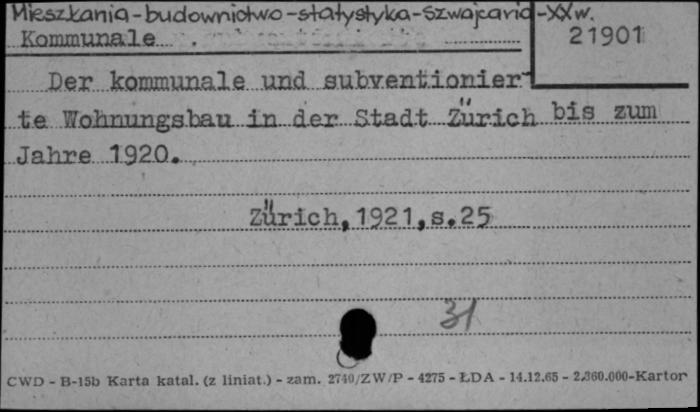 Mieszkania-budownictwo-statystyka-Szwajcaria-XXw.
Kommunale
21901
Der kommunale und subventionier-
te Wohnungsbau in der Stadt Zürich bis zum
Jahre 1920.
Zürich,1921,s.25
31
CWD - B-15b Karta katal. (z liniat.) - zam. 2740/ZW/P - 4275 - ŁDA - 14.12.65 - 2.360.000-Kartor